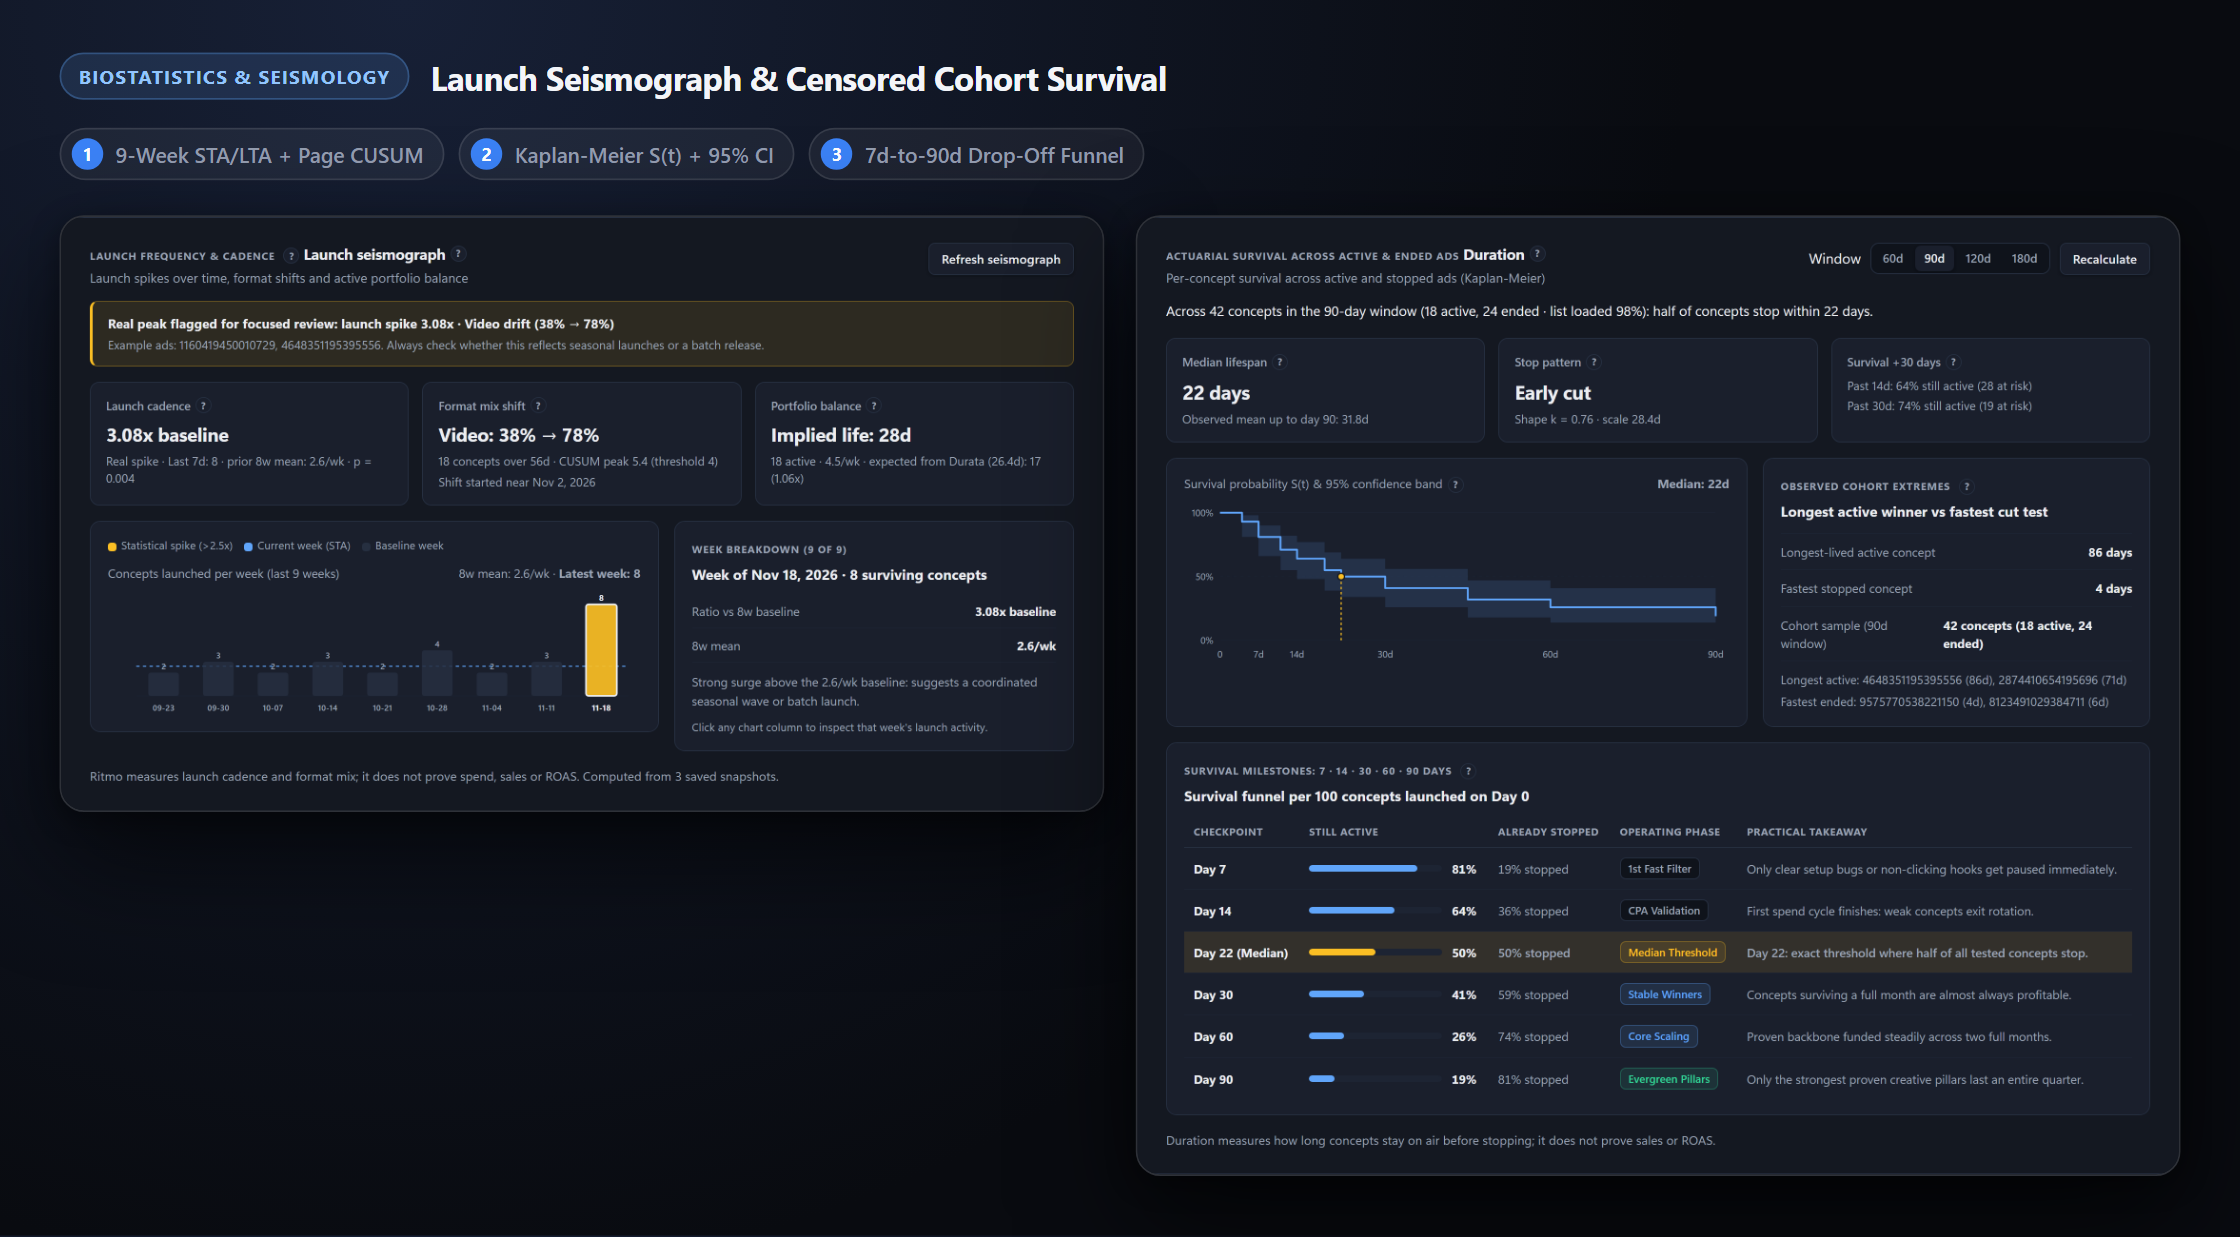 BIOSTATISTICS & SEISMOLOGY
Launch Seismograph & Censored Cohort Survival
1 9-Week STA/LTA + Page CUSUM
2 Kaplan-Meier S(t) + 95% CI
3 7d-to-90d Drop-Off Funnel
LAUNCH FREQUENCY & CADENCE ? Launch seismograph ?
Launch spikes over time, format shifts and active portfolio balance
Refresh seismograph
Real peak flagged for focused review: launch spike 3.08x · Video drift (38% → 78%)
Example ads: 1160419450010729, 4648351195395556. Always check whether this reflects seasonal launches or a batch release.
Launch cadence ?
3.08x baseline
Real spike · Last 7d: 8 · prior 8w mean: 2.6/wk · p =
0.004
Format mix shift ?
Video: 38% → 78%
18 concepts over 56d · CUSUM peak 5.4 (threshold 4)
Shift started near Nov 2, 2026
Portfolio balance ?
Implied life: 28d
18 active · 4.5/wk · expected from Durata (26.4d): 17
(1.06x)
Statistical spike (>2.5x) Current week (STA) Baseline week
Concepts launched per week (last 9 weeks) 8w mean: 2.6/wk · Latest week: 8
2 3 2 3 2 4 2 3 8
09-23 09-30 10-07 10-14 10-21 10-28 11-04 11-11 11-18
WEEK BREAKDOWN (9 OF 9)
Week of Nov 18, 2026 · 8 surviving concepts
Ratio vs 8w baseline 3.08x baseline
8w mean 2.6/wk
Strong surge above the 2.6/wk baseline: suggests a coordinated
seasonal wave or batch launch.
Click any chart column to inspect that week's launch activity.
Ritmo measures launch cadence and format mix; it does not prove spend, sales or ROAS. Computed from 3 saved snapshots.
ACTUARIAL SURVIVAL ACROSS ACTIVE & ENDED ADS Duration ?
Per-concept survival across active and stopped ads (Kaplan-Meier)
Window 60d 90d 120d 180d Recalculate
Across 42 concepts in the 90-day window (18 active, 24 ended · list loaded 98%): half of concepts stop within 22 days.
Median lifespan ?
22 days
Observed mean up to day 90: 31.8d
Stop pattern ?
Early cut
Shape k = 0.76 · scale 28.4d
Survival +30 days ?
Past 14d: 64% still active (28 at risk)
Past 30d: 74% still active (19 at risk)
Survival probability S(t) & 95% confidence band ? Median: 22d
100%
50%
0%
0 7d 14d 30d 60d 90d
OBSERVED COHORT EXTREMES ?
Longest active winner vs fastest cut test
Longest-lived active concept 86 days
Fastest stopped concept 4 days
Cohort sample (90d
window)
42 concepts (18 active, 24
ended)
Longest active: 4648351195395556 (86d), 2874410654195696 (71d)
Fastest ended: 9575770538221150 (4d), 8123491029384711 (6d)
SURVIVAL MILESTONES: 7 · 14 · 30 · 60 · 90 DAYS ?
Survival funnel per 100 concepts launched on Day 0
CHECKPOINT STILL ACTIVE ALREADY STOPPED OPERATING PHASE PRACTICAL TAKEAWAY
Day 7 81% 19% stopped 1st Fast Filter Only clear setup bugs or non-clicking hooks get paused immediately.
Day 14 64% 36% stopped CPA Validation First spend cycle finishes: weak concepts exit rotation.
Day 22 (Median) 50% 50% stopped Median Threshold Day 22: exact threshold where half of all tested concepts stop.
Day 30 41% 59% stopped Stable Winners Concepts surviving a full month are almost always profitable.
Day 60 26% 74% stopped Core Scaling Proven backbone funded steadily across two full months.
Day 90 19% 81% stopped Evergreen Pillars Only the strongest proven creative pillars last an entire quarter.
Duration measures how long concepts stay on air before stopping; it does not prove sales or ROAS.